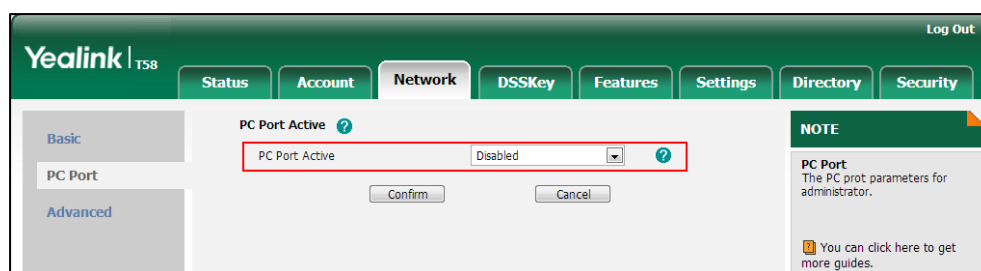 Log Out
Yealink T58
Status Account Network DSSKey Features Settings Directory Security
Basic
PC Port
Advanced
PC Port Active ?
PC Port Active Disabled ?
Confirm Cancel
NOTE
PC Port
The PC prot parameters for
administrator.
? You can click here to get
more guides.